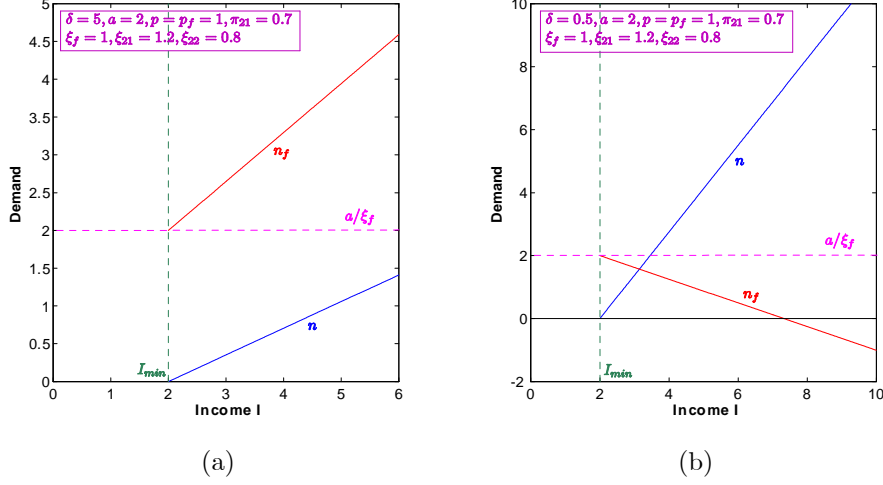 δ = 5, a = 2, p = p_f = 1, π_21 = 0.7
ξ_f = 1, ξ_21 = 1.2, ξ_22 = 0.8
5
4.5
4
3.5
3
2.5
2
1.5
1
0.5
0
Demand
n_f
a/ξ_f
n
I_min
0 1 2 3 4 5 6
Income I
(a)
δ = 0.5, a = 2, p = p_f = 1, π_21 = 0.7
ξ_f = 1, ξ_21 = 1.2, ξ_22 = 0.8
10
8
6
4
2
0
-2
Demand
n
a/ξ_f
n_f
I_min
0 2 4 6 8 10
Income I
(b)